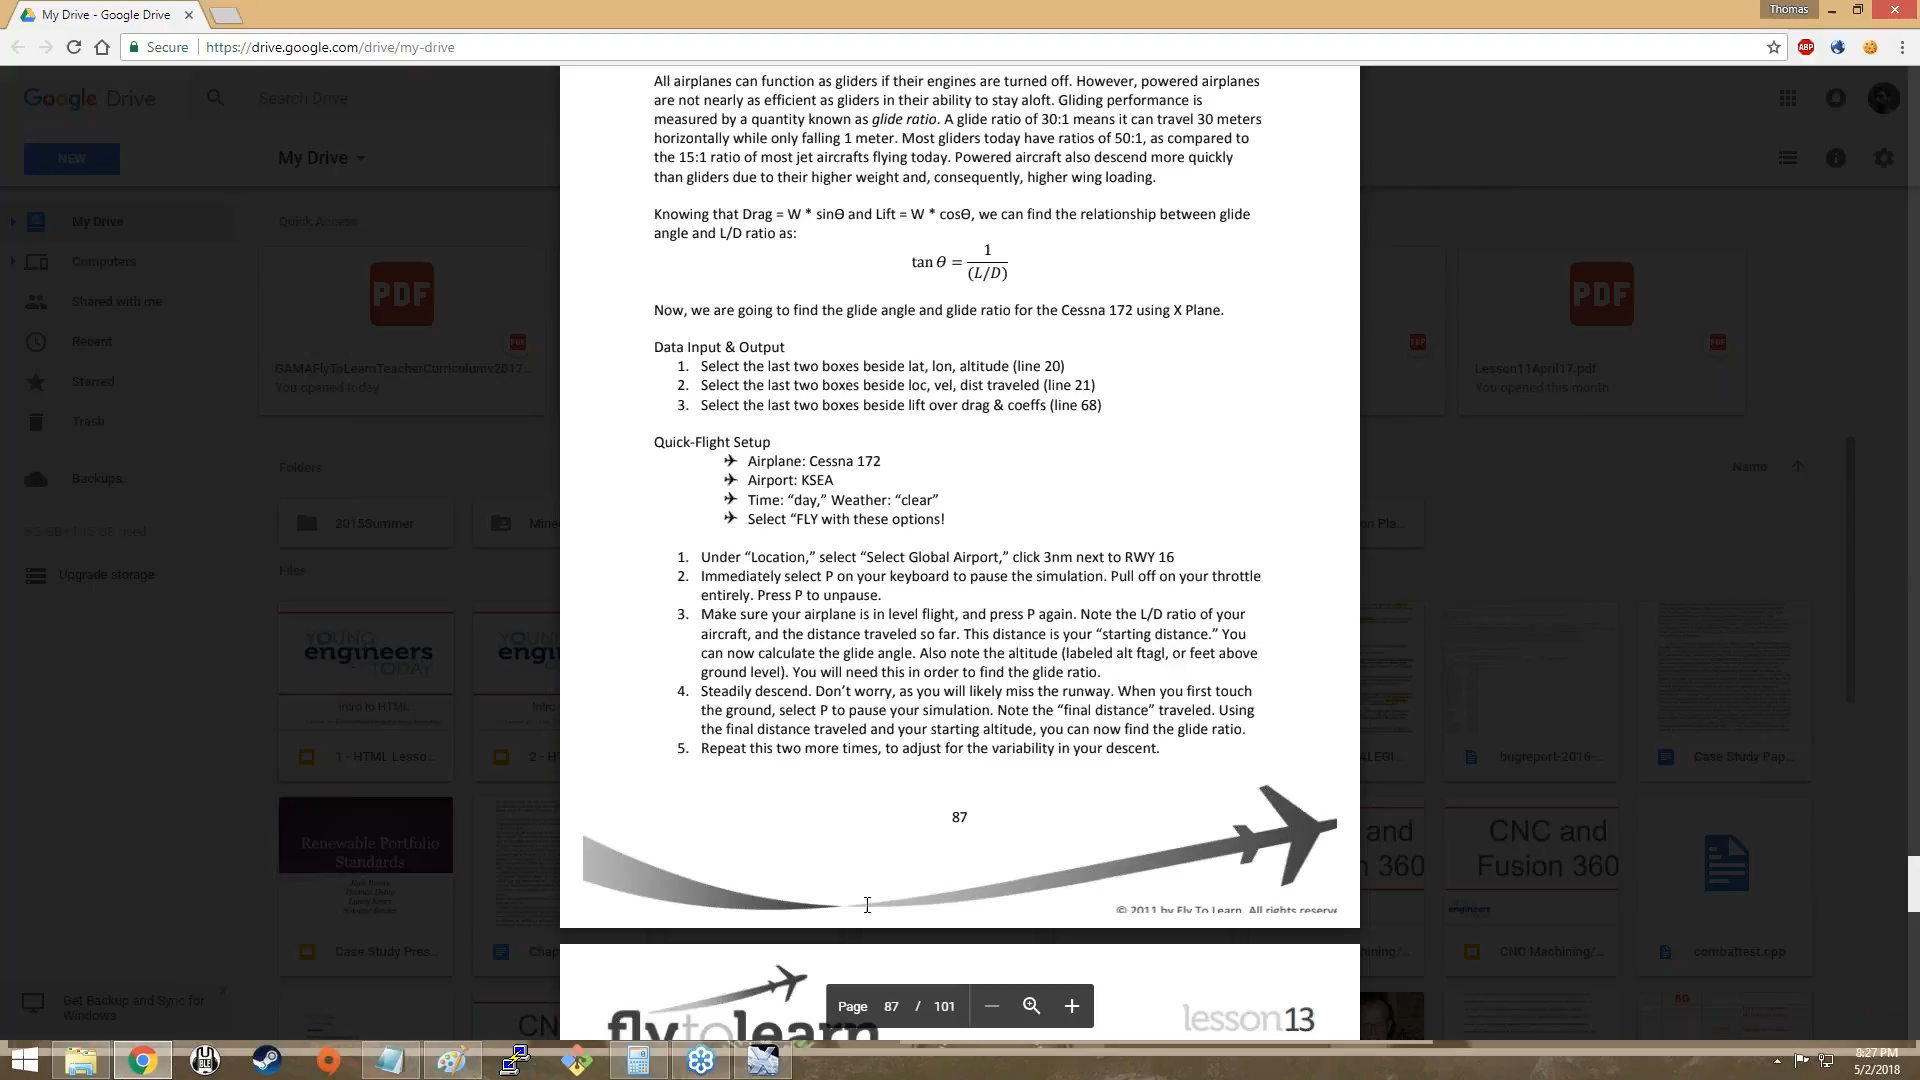 My Drive - Google Drive
Thomas
Secure
https://drive.google.com/drive/my-drive
ABP
Google Drive
Search Drive
NEW
My Drive
My Drive
Computers
Shared with me
Recent
Starred
Trash
Backups
Upgrade storage
Get Backup and Sync for
Windows
Quick Access
PDF
GAMAFlyToLearnTeacherCurriculumv2017...
You opened today
PDF
Lesson11April17.pdf
You opened this month
Folders
Name
2015Summer
Files
YOUNG
engineers
TODAY
Intro to HTML
1 - HTML Lesso...
Renewable Portfolio
Standards
Case Study Pres...
bugreport-2016-...
Case Study Pap...
CNC and
Fusion 360
CNC Machining/...
combattest.cpp
All airplanes can function as gliders if their engines are turned off. However, powered airplanes
are not nearly as efficient as gliders in their ability to stay aloft. Gliding performance is
measured by a quantity known as glide ratio. A glide ratio of 30:1 means it can travel 30 meters
horizontally while only falling 1 meter. Most gliders today have ratios of 50:1, as compared to
the 15:1 ratio of most jet aircrafts flying today. Powered aircraft also descend more quickly
than gliders due to their higher weight and, consequently, higher wing loading.
Knowing that Drag = W * sinϴ and Lift = W * cosϴ, we can find the relationship between glide
angle and L/D ratio as:
tan θ = 1 / (L/D)
Now, we are going to find the glide angle and glide ratio for the Cessna 172 using X Plane.
Data Input & Output
1. Select the last two boxes beside lat, lon, altitude (line 20)
2. Select the last two boxes beside loc, vel, dist traveled (line 21)
3. Select the last two boxes beside lift over drag & coeffs (line 68)
Quick-Flight Setup
Airplane: Cessna 172
Airport: KSEA
Time: “day,” Weather: “clear”
Select “FLY with these options!
1. Under “Location,” select “Select Global Airport,” click 3nm next to RWY 16
2. Immediately select P on your keyboard to pause the simulation. Pull off on your throttle
entirely. Press P to unpause.
3. Make sure your airplane is in level flight, and press P again. Note the L/D ratio of your
aircraft, and the distance traveled so far. This distance is your “starting distance.” You
can now calculate the glide angle. Also note the altitude (labeled alt ftagl, or feet above
ground level). You will need this in order to find the glide ratio.
4. Steadily descend. Don’t worry, as you will likely miss the runway. When you first touch
the ground, select P to pause your simulation. Note the “final distance” traveled. Using
the final distance traveled and your starting altitude, you can now find the glide ratio.
5. Repeat this two more times, to adjust for the variability in your descent.
87
© 2011 by Fly To Learn. All rights reserve
flytolearn
lesson13
Page 87 / 101
8:27 PM
5/2/2018